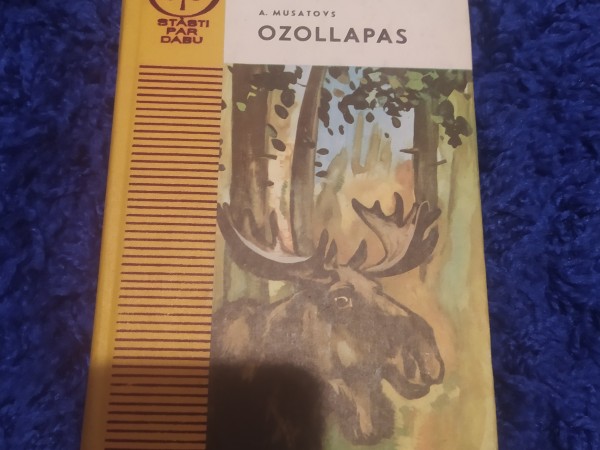 STĀSTI
PAR
DABU
A. MUSATOVS
OZOLLAPAS